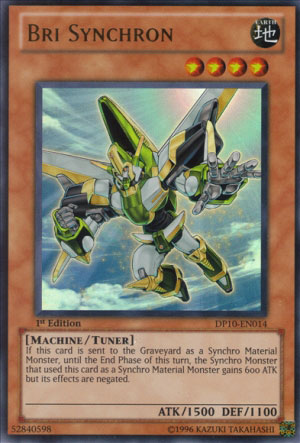 BRI SYNCHRON
EARTH
地
1st Edition
DP10-EN014
[MACHINE/TUNER]
If this card is sent to the Graveyard as a Synchro Material
Monster, until the End Phase of this turn, the Synchro Monster
that used this card as a Synchro Material Monster gains 600 ATK
but its effects are negated.
ATK/1500 DEF/1100
52840598
©1996 KAZUKI TAKAHASHI